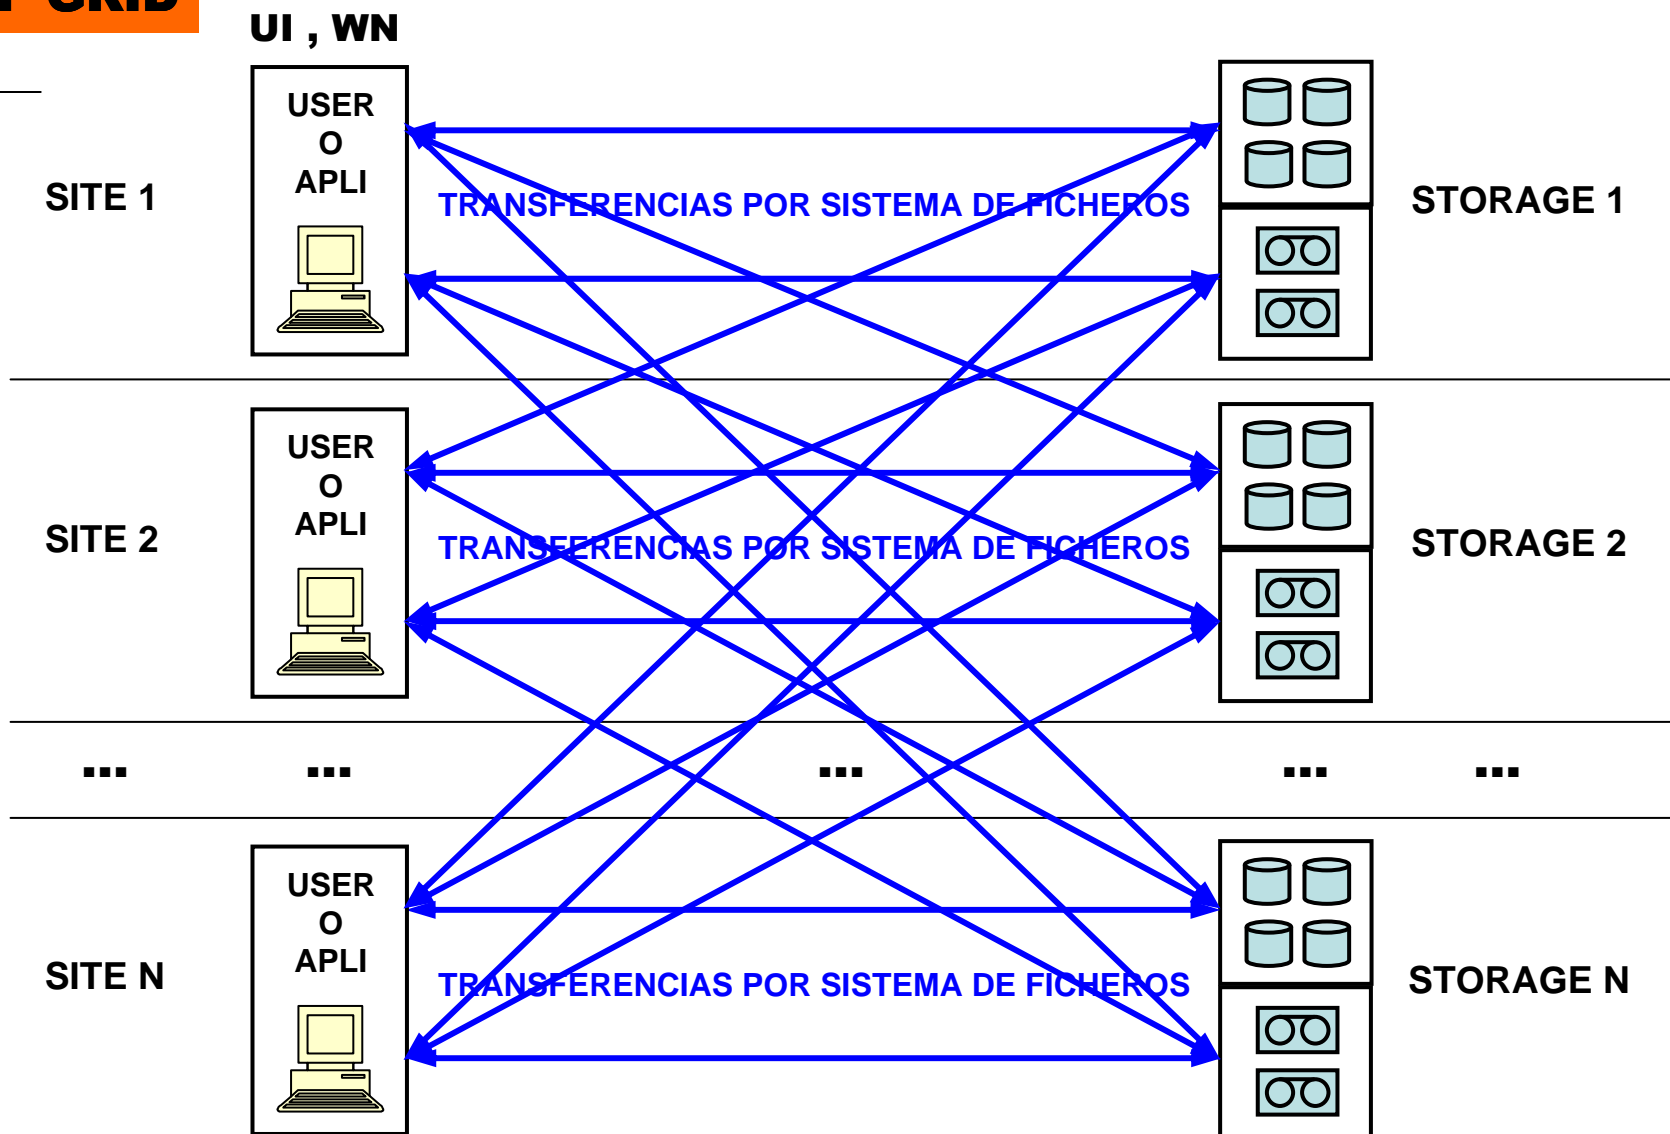 GRID
UI , WN
USER
O
APLI
SITE 1
TRANSFERENCIAS POR SISTEMA DE FICHEROS
STORAGE 1
USER
O
APLI
SITE 2
TRANSFERENCIAS POR SISTEMA DE FICHEROS
STORAGE 2
... ... ... ... ...
USER
O
APLI
SITE N
TRANSFERENCIAS POR SISTEMA DE FICHEROS
STORAGE N